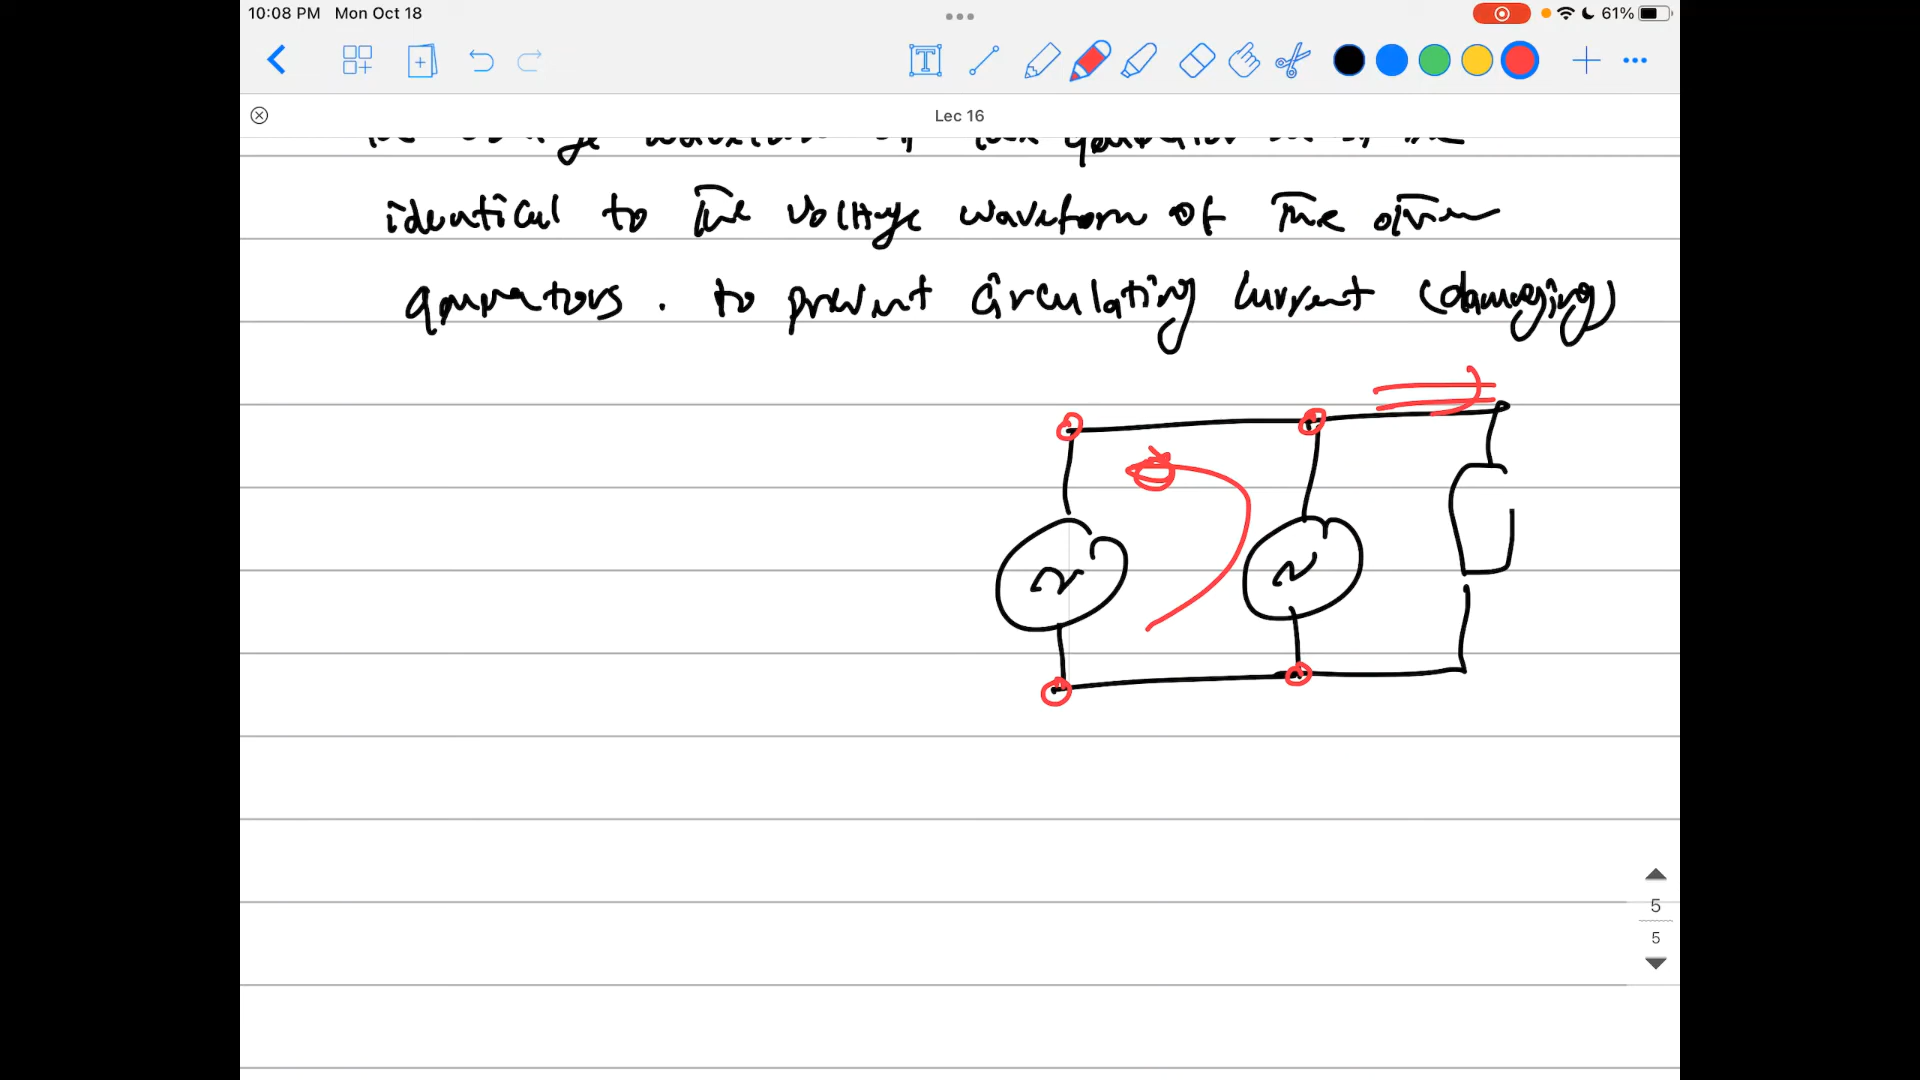 10:08 PM Mon Oct 18
61%
T
Lec 16
identical to The voltage waveform of The other
generators . to prevent circulating current (damaging)
~ ~
5
5